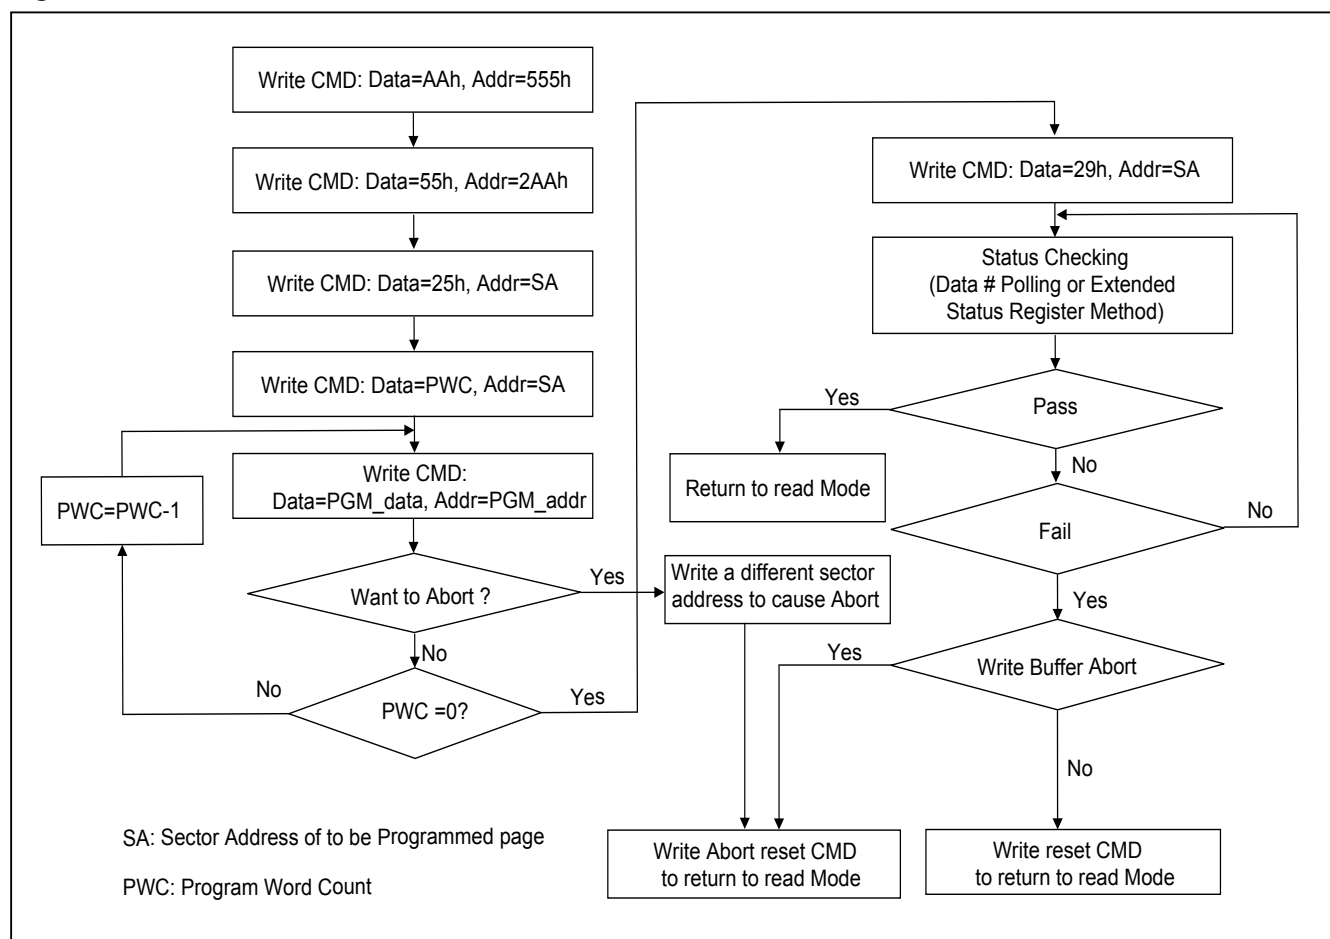 Write CMD: Data=AAh, Addr=555h
Write CMD: Data=55h, Addr=2AAh
Write CMD: Data=25h, Addr=SA
Write CMD: Data=PWC, Addr=SA
Write CMD:
Data=PGM_data, Addr=PGM_addr
PWC=PWC-1
Want to Abort ?
Yes
No
PWC =0?
No
Yes
Write a different sector
address to cause Abort
Write CMD: Data=29h, Addr=SA
Status Checking
(Data # Polling or Extended
Status Register Method)
Pass
Yes
No
Return to read Mode
Fail
No
Yes
Write Buffer Abort
Yes
No
Write Abort reset CMD
to return to read Mode
Write reset CMD
to return to read Mode
SA: Sector Address of to be Programmed page
PWC: Program Word Count